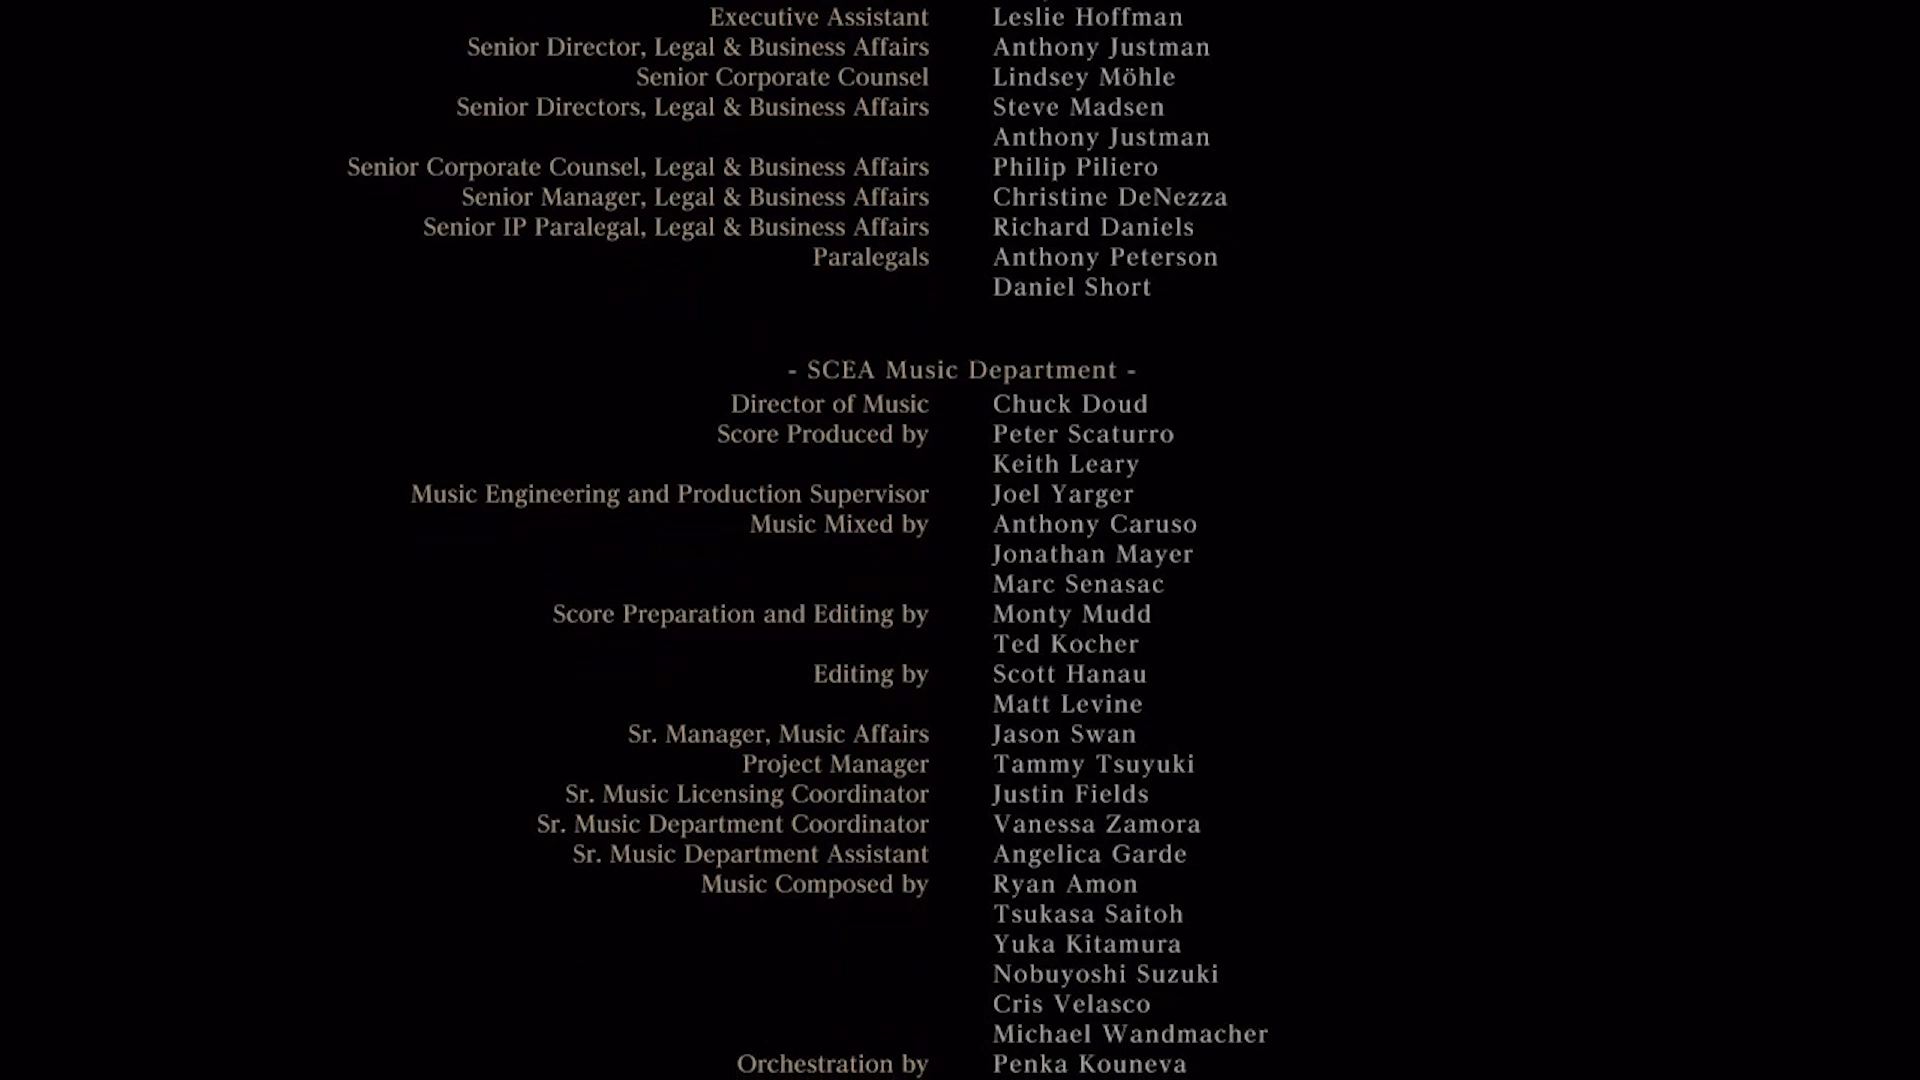 Executive Assistant Leslie Hoffman
Senior Director, Legal & Business Affairs Anthony Justman
Senior Corporate Counsel Lindsey Möhle
Senior Directors, Legal & Business Affairs Steve Madsen
Anthony Justman
Senior Corporate Counsel, Legal & Business Affairs Philip Piliero
Senior Manager, Legal & Business Affairs Christine DeNezza
Senior IP Paralegal, Legal & Business Affairs Richard Daniels
Paralegals Anthony Peterson
Daniel Short
- SCEA Music Department -
Director of Music Chuck Doud
Score Produced by Peter Scaturro
Keith Leary
Music Engineering and Production Supervisor Joel Yarger
Music Mixed by Anthony Caruso
Jonathan Mayer
Marc Senasac
Score Preparation and Editing by Monty Mudd
Ted Kocher
Editing by Scott Hanau
Matt Levine
Sr. Manager, Music Affairs Jason Swan
Project Manager Tammy Tsuyuki
Sr. Music Licensing Coordinator Justin Fields
Sr. Music Department Coordinator Vanessa Zamora
Sr. Music Department Assistant Angelica Garde
Music Composed by Ryan Amon
Tsukasa Saitoh
Yuka Kitamura
Nobuyoshi Suzuki
Cris Velasco
Michael Wandmacher
Orchestration by Penka Kouneva